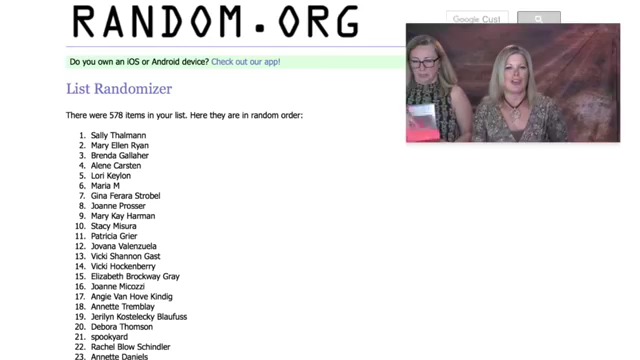 RANDOM.ORG
Google Cust
Do you own an iOS or Android device? Check out our app!
List Randomizer
There were 578 items in your list. Here they are in random order:
1. Sally Thalmann
2. Mary Ellen Ryan
3. Brenda Gallaher
4. Alene Carsten
5. Lori Keylon
6. Maria M
7. Gina Ferara Strobel
8. Joanne Prosser
9. Mary Kay Harman
10. Stacy Misura
11. Patricia Grier
12. Jovana Valenzuela
13. Vicki Shannon Gast
14. Vicki Hockenberry
15. Elizabeth Brockway Gray
16. Joanne Micozzi
17. Angie Van Hove Kindig
18. Annette Tremblay
19. Jerilyn Kostelecky Blaufuss
20. Debora Thomson
21. spookyard
22. Rachel Blow Schindler
23. Annette Daniels